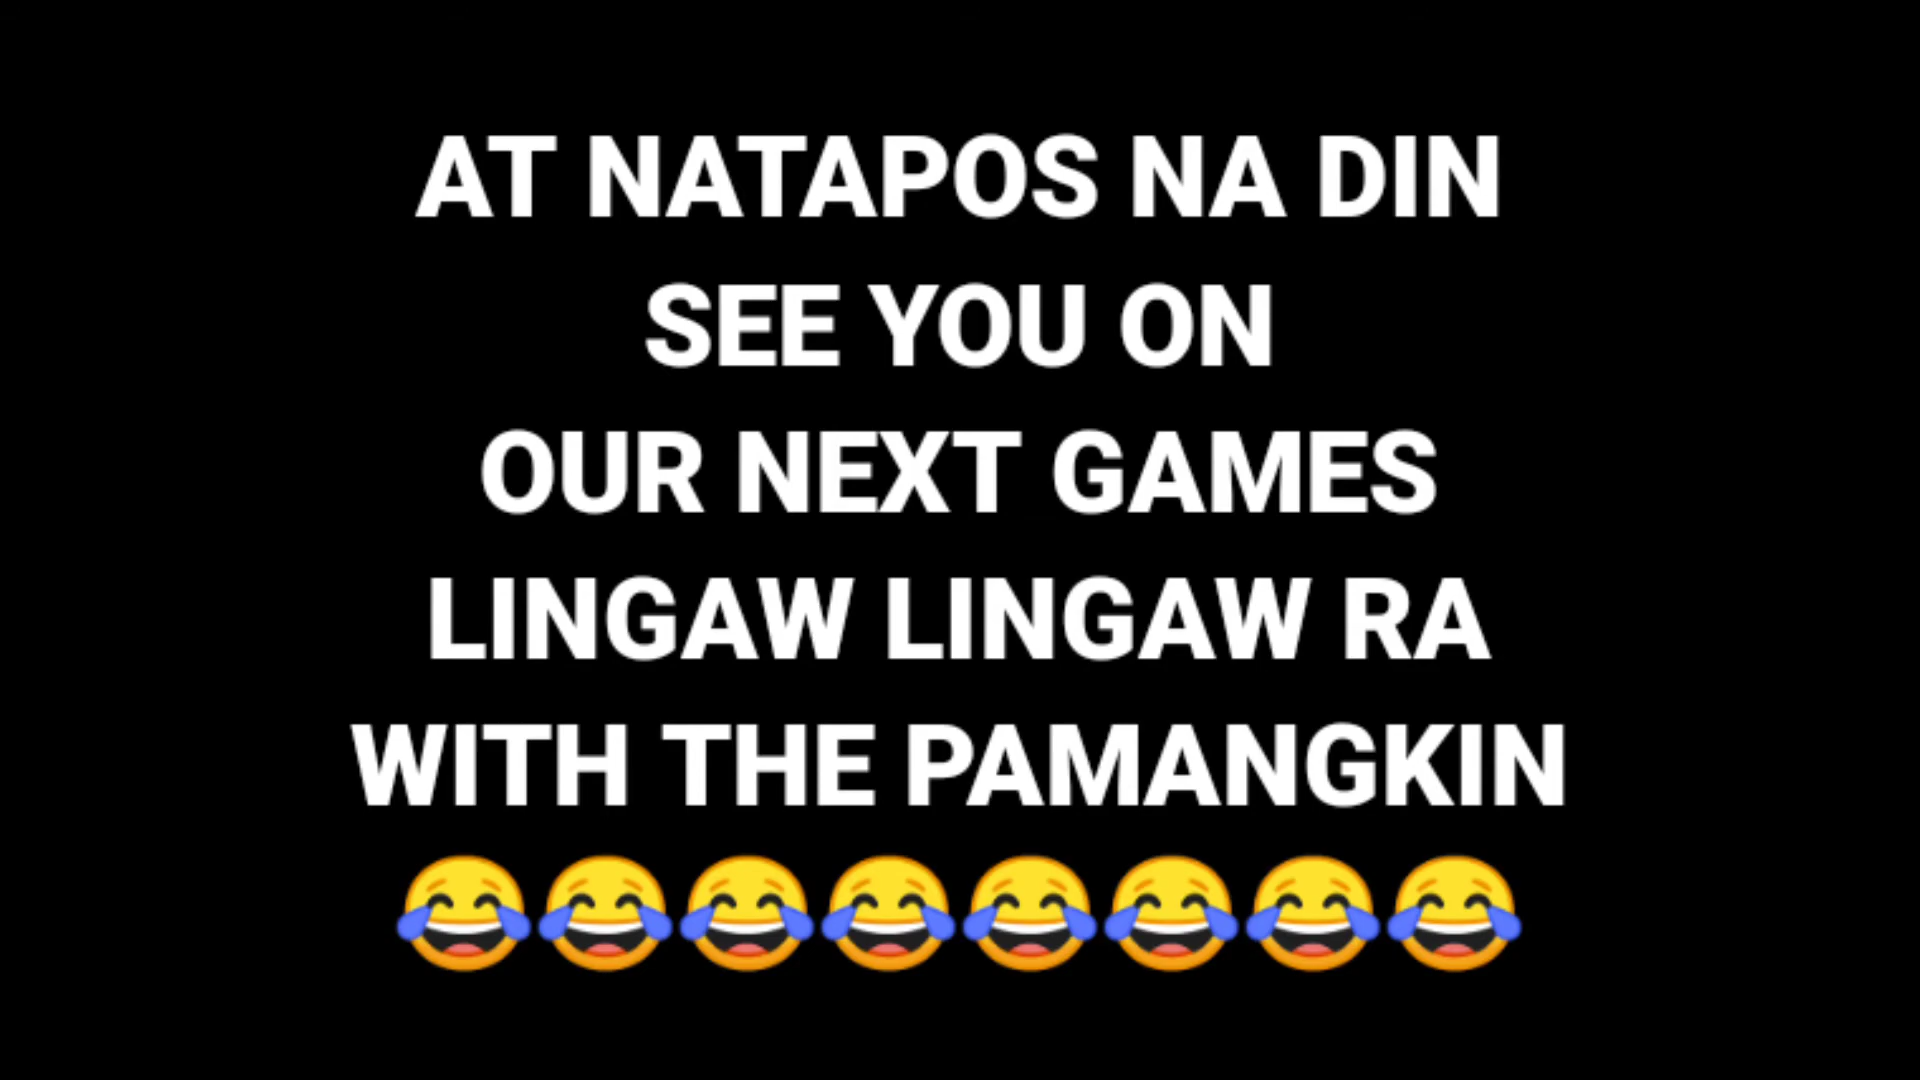 AT NATAPOS NA DIN
SEE YOU ON
OUR NEXT GAMES
LINGAW LINGAW RA
WITH THE PAMANGKIN
😂😂😂😂😂😂😂😂